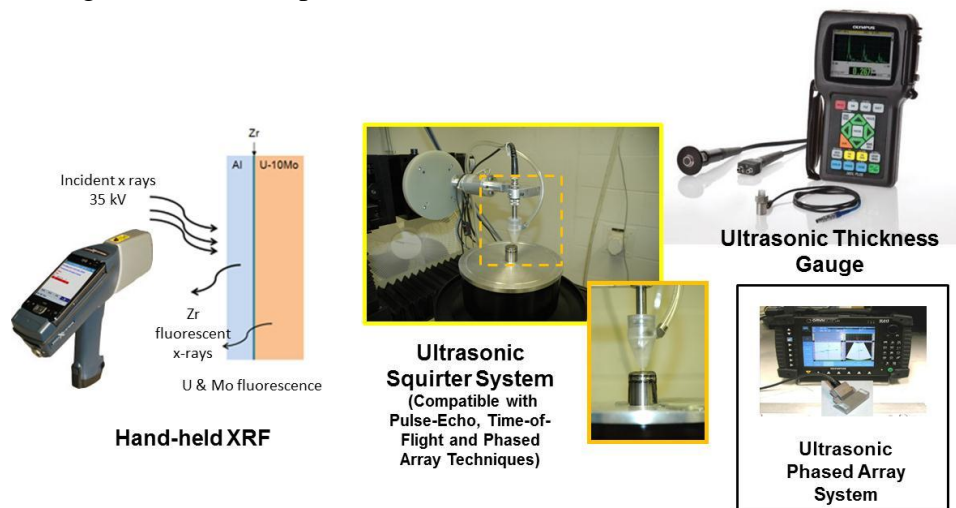 Zr
Al
U-10Mo
Incident x rays
35 kV
Zr
fluorescent
x-rays
U & Mo fluorescence
Hand-held XRF
Ultrasonic
Squirter System
(Compatible with
Pulse-Echo, Time-of-
Flight and Phased
Array Techniques)
OLYMPUS
Ultrasonic Thickness
Gauge
Ultrasonic
Phased Array
System